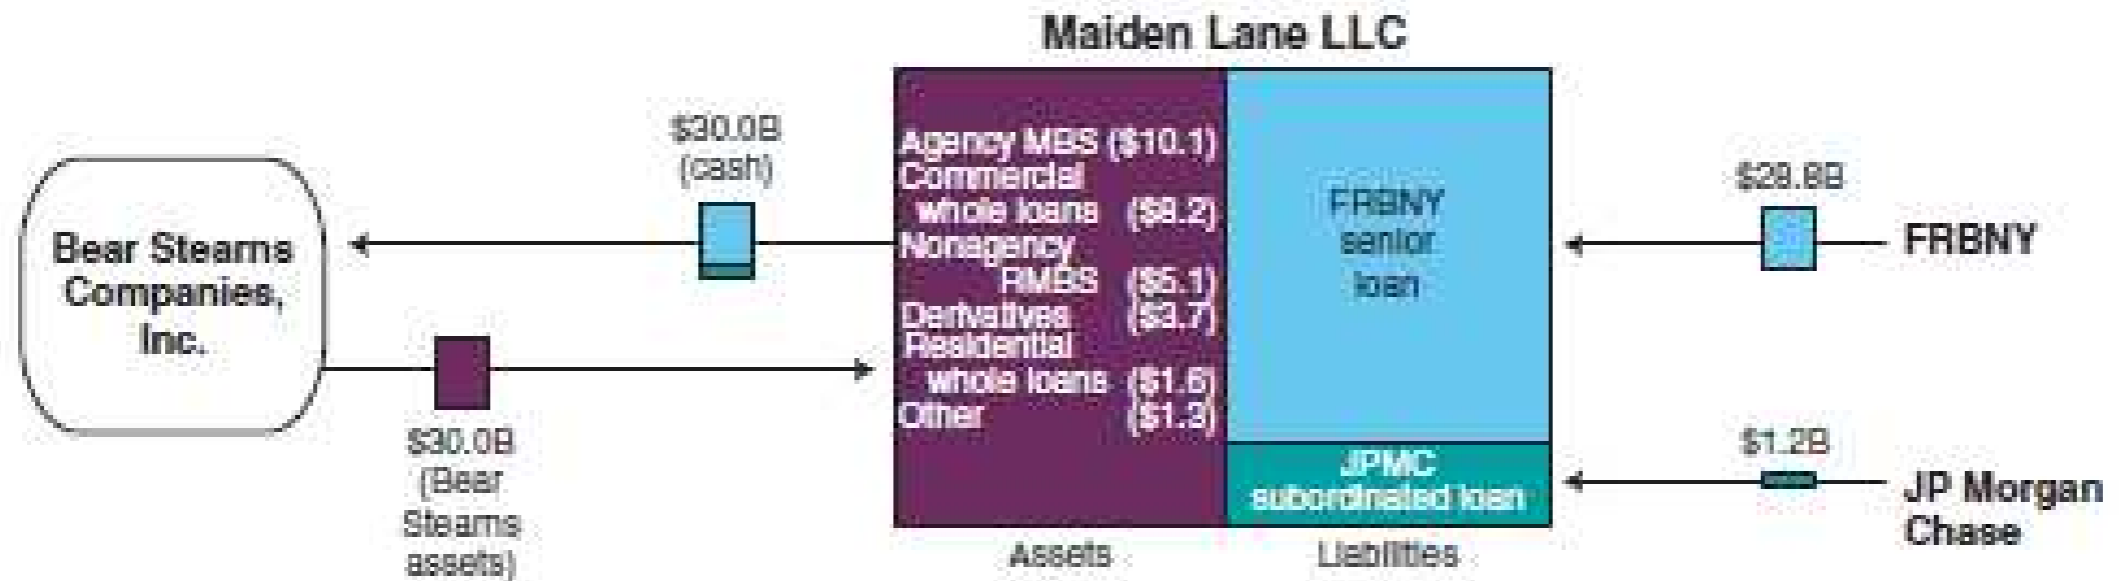 Maiden Lane LLC
Bear Stearns
Companies,
Inc.
$30.0B
(cash)
$30.0B
(Bear
Stearns
assets)
Agency MBS ($10.1)
Commercial
whole loans ($8.2)
Nonagency
RMBS ($5.1)
Derivatives ($3.7)
Residential
whole loans ($1.6)
Other ($1.3)
Assets
FRBNY
senior
loan
JPMC
subordinated loan
Liabilities
$28.8B
FRBNY
$1.2B
JP Morgan
Chase